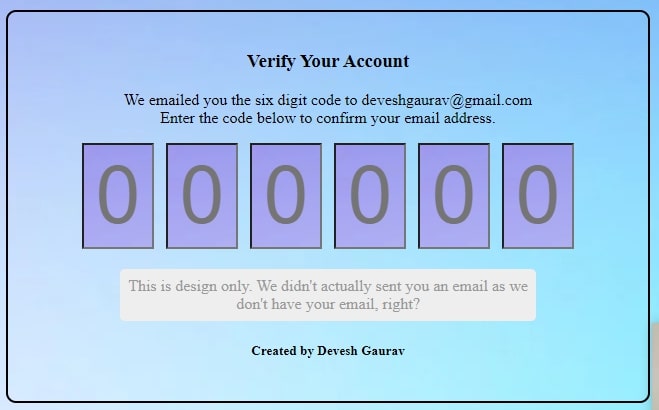 Verify Your Account
We emailed you the six digit code to deveshgaurav@gmail.com
Enter the code below to confirm your email address.
0 0 0 0 0 0
This is design only. We didn't actually sent you an email as we
don't have your email, right?
Created by Devesh Gaurav